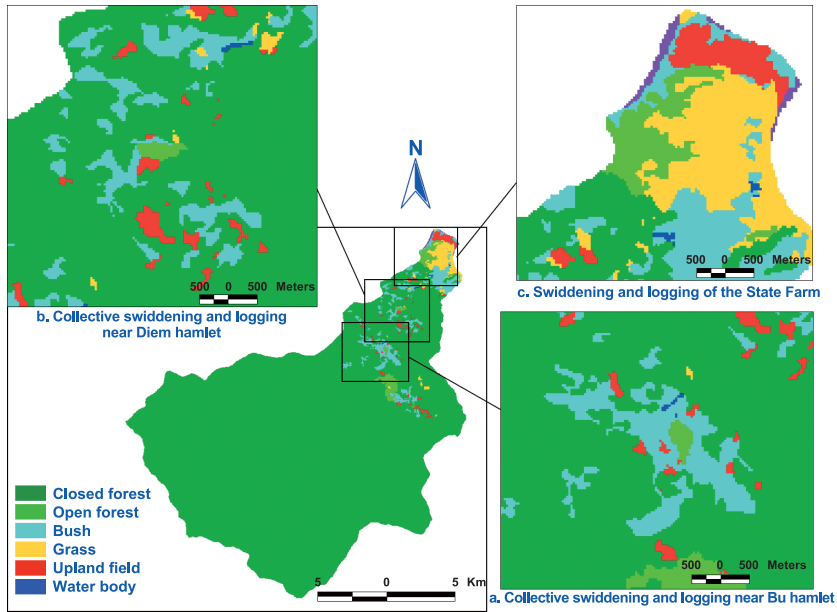 500 0 500 Meters
b. Collective swiddening and logging
near Diem hamlet
N
500 0 500
Meters
c. Swiddening and logging of the State Farm
Closed forest
Open forest
Bush
Grass
Upland field
Water body
5 0 5 Km
Meters
500 0 500
a. Collective swiddening and logging near Bu hamlet